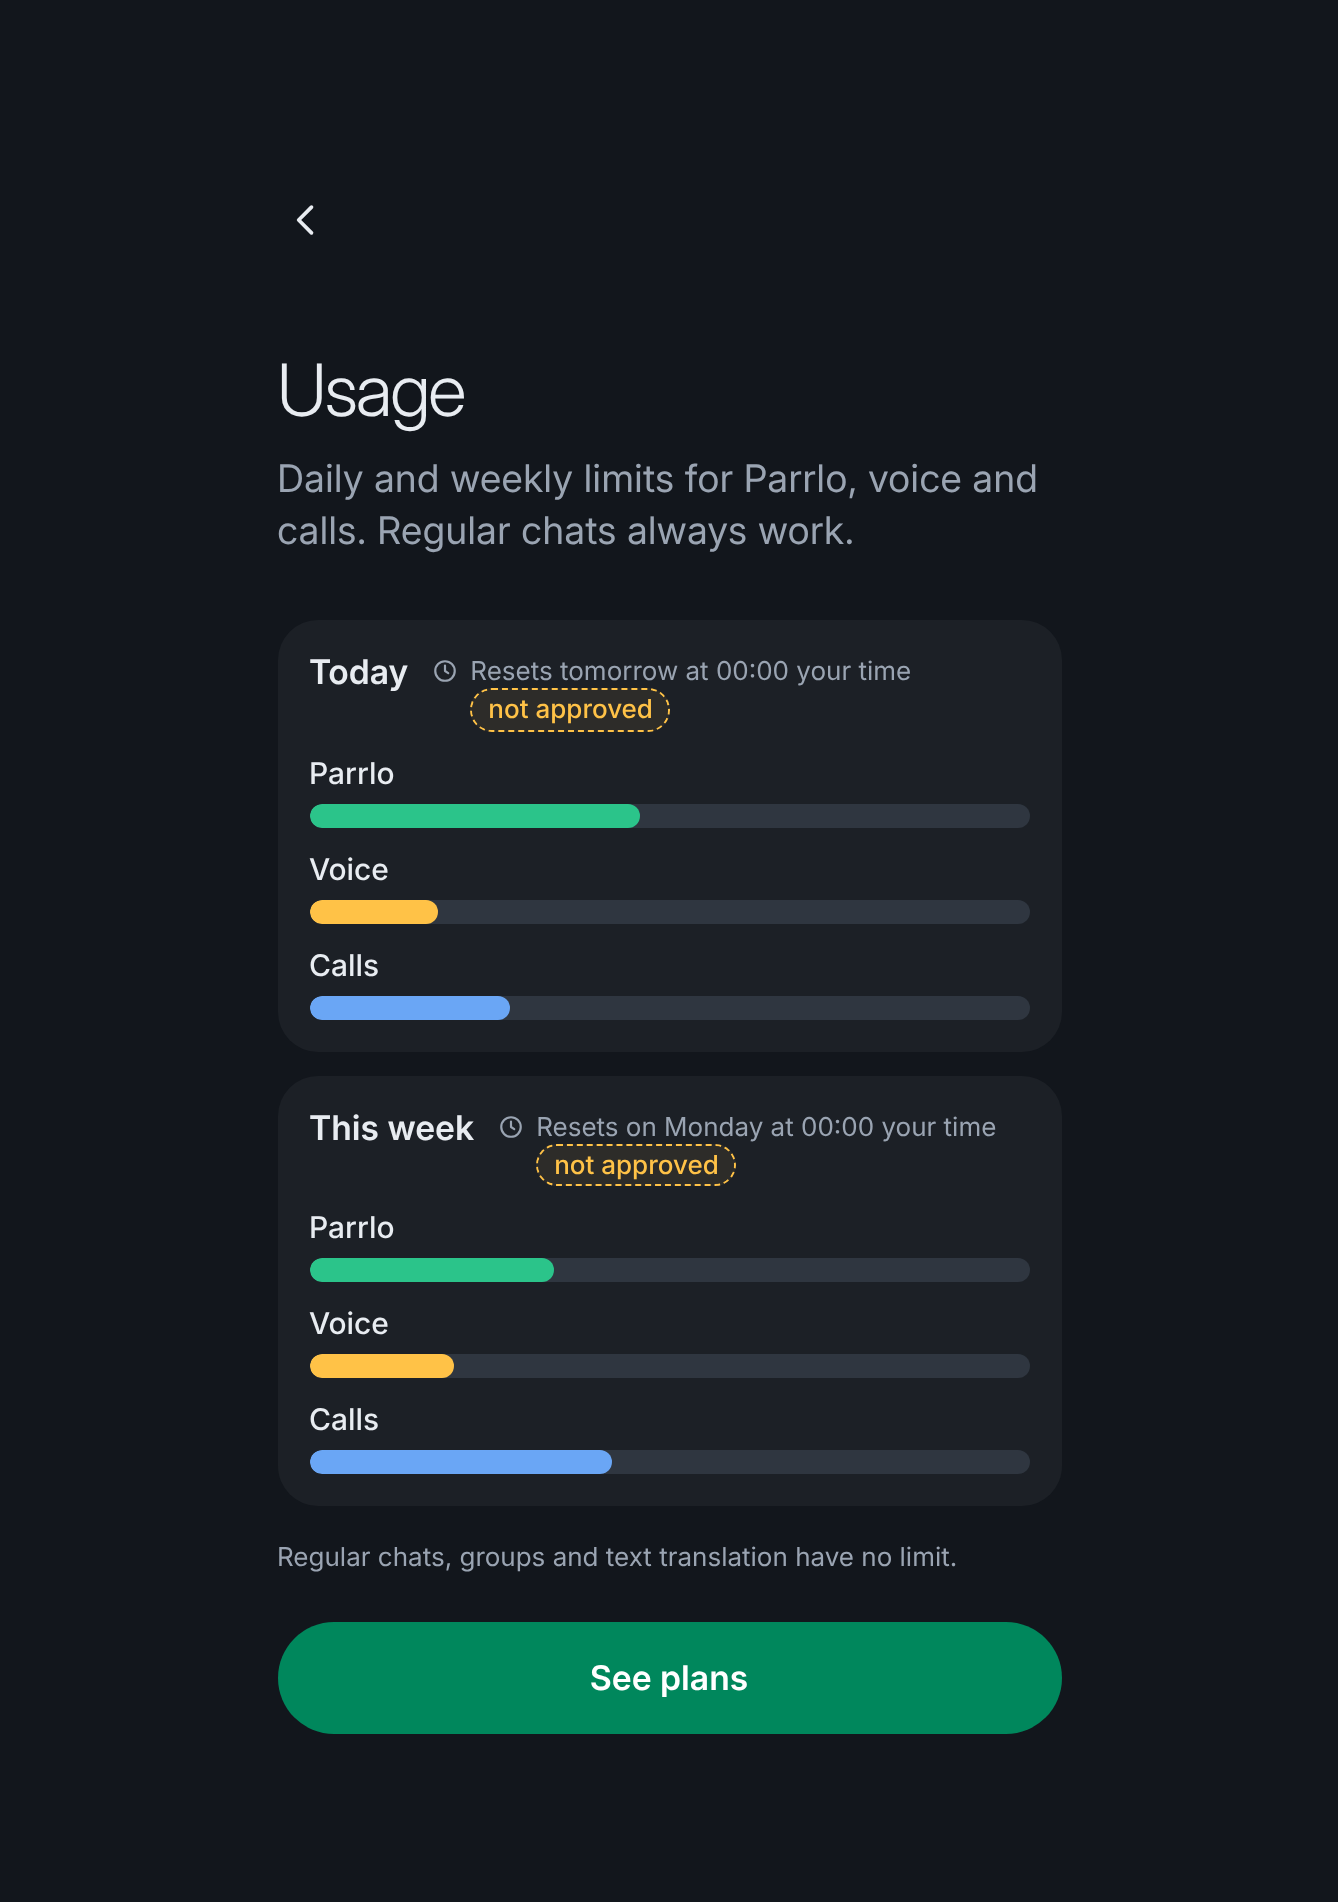 Usage
Daily and weekly limits for Parrlo, voice and
calls. Regular chats always work.
Today Resets tomorrow at 00:00 your time
not approved
Parrlo
Voice
Calls
This week Resets on Monday at 00:00 your time
not approved
Parrlo
Voice
Calls
Regular chats, groups and text translation have no limit.
See plans